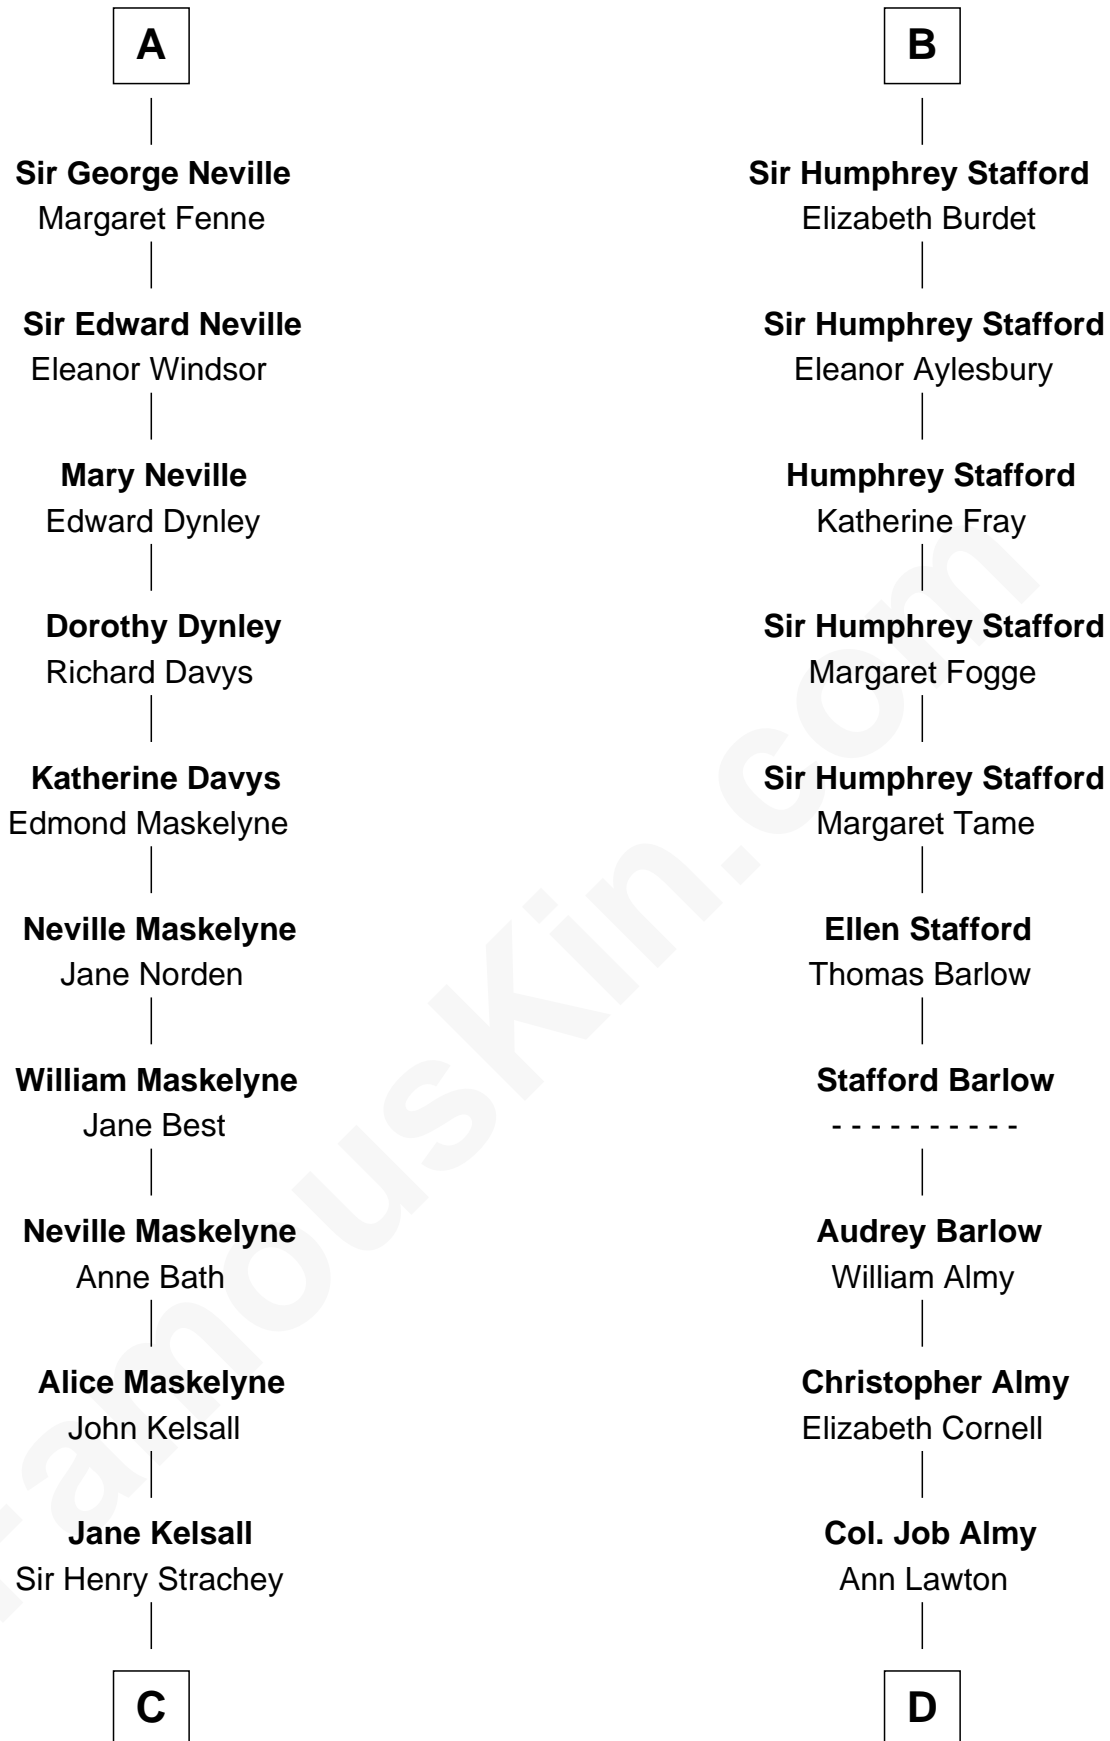 A
Sir George Neville
Margaret Fenne
Sir Edward Neville
Eleanor Windsor
Mary Neville
Edward Dynley
Dorothy Dynley
Richard Davys
Katherine Davys
Edmond Maskelyne
Neville Maskelyne
Jane Norden
William Maskelyne
Jane Best
Neville Maskelyne
Anne Bath
Alice Maskelyne
John Kelsall
Jane Kelsall
Sir Henry Strachey
C
B
Sir Humphrey Stafford
Elizabeth Burdet
Sir Humphrey Stafford
Eleanor Aylesbury
Humphrey Stafford
Katherine Fray
Sir Humphrey Stafford
Margaret Fogge
Sir Humphrey Stafford
Margaret Tame
Ellen Stafford
Thomas Barlow
Stafford Barlow
- - - - - - - - - -
Audrey Barlow
William Almy
Christopher Almy
Elizabeth Cornell
Col. Job Almy
Ann Lawton
D
FamousKin.com